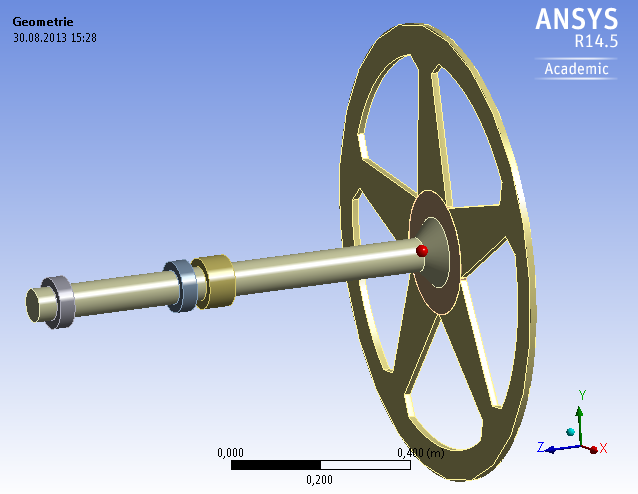 Geometrie
30.08.2013 15:28
ANSYS
R14.5
Academic
0,000
0,400 (m)
0,200
Y
Z
X